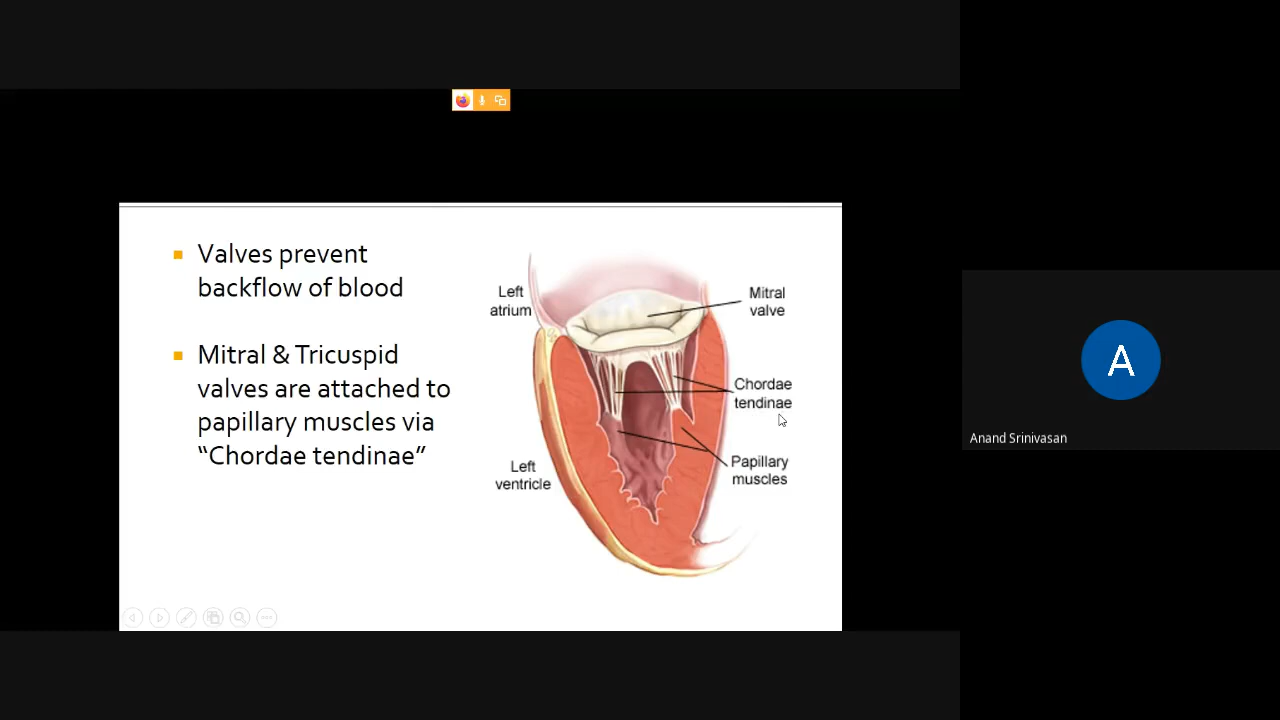 Valves prevent
backflow of blood
Mitral & Tricuspid
valves are attached to
papillary muscles via
“Chordae tendinae”
Left
atrium
Mitral
valve
Chordae
tendinae
Left
ventricle
Papillary
muscles
A
Anand Srinivasan